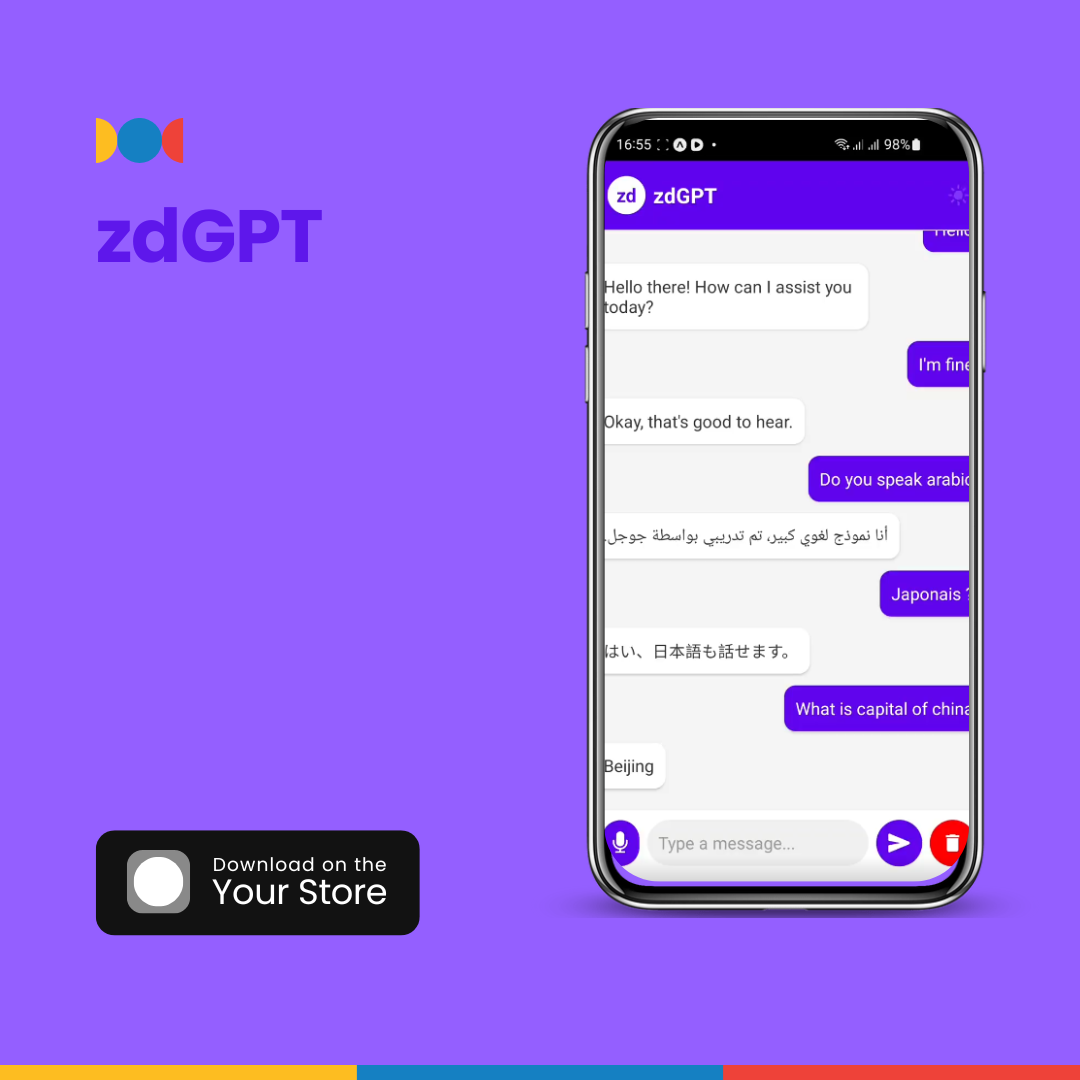 zdGPT
Download on the
Your Store
16:55
98%
zd zdGPT
Hello
Hello there! How can I assist you
today?
I'm fine
Okay, that's good to hear.
Do you speak arabic
أنا نموذج لغوي كبير، تم تدريبي بواسطة جوجل.
Japonais ?
はい、日本語も話せます。
What is capital of china
Beijing
Type a message...